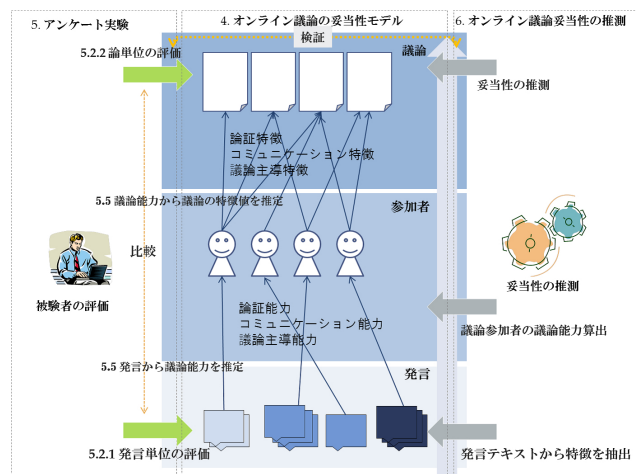 5. アンケート実験
4. オンライン議論の妥当性モデル
6. オンライン議論妥当性の推測
検証
5.2.2 論単位の評価
議論
妥当性の推測
論証特徴
コミュニケーション特徴
議論主導特徴
5.5 議論能力から議論の特徴値を推定
参加者
比較
妥当性の推測
被験者の評価
論証能力
コミュニケーション能力
議論主導能力
議論参加者の議論能力算出
5.5 発言から議論能力を推定
発言
5.2.1 発言単位の評価
発言テキストから特徴を抽出